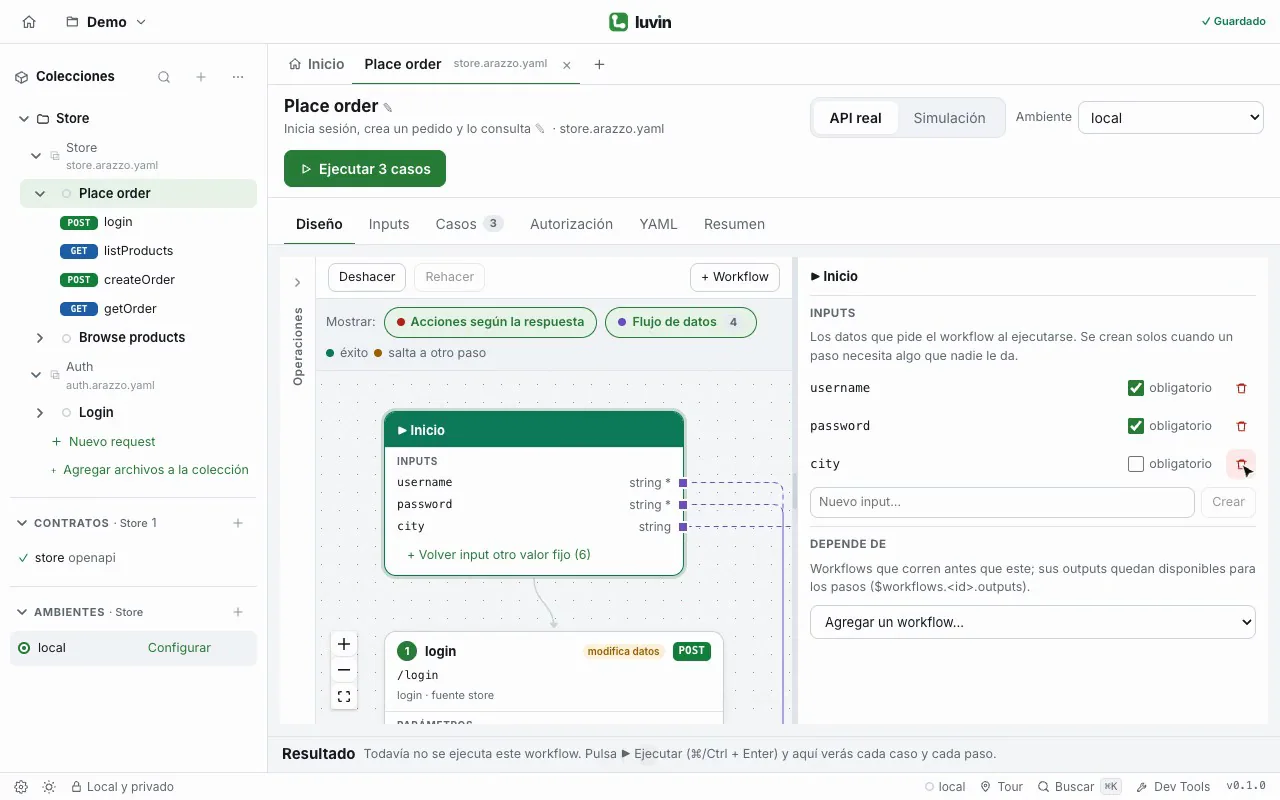 Demo
luvin
✓ Guardado
Colecciones
Store
Store
store.arazzo.yaml
Place order
POST login
GET listProducts
POST createOrder
GET getOrder
Browse products
Auth
auth.arazzo.yaml
Login
+ Nuevo request
+ Agregar archivos a la colección
CONTRATOS · Store 1
✓ store openapi
AMBIENTES · Store
local Configurar
Inicio
Place order store.arazzo.yaml × +
Place order
Inicia sesión, crea un pedido y lo consulta · store.arazzo.yaml
API real Simulación
Ambiente local
Ejecutar 3 casos
Diseño Inputs Casos 3 Autorización YAML Resumen
Operaciones
Deshacer Rehacer + Workflow
Mostrar: Acciones según la respuesta Flujo de datos 4
éxito salta a otro paso
▶ Inicio
INPUTS
username string *
password string *
city string
+ Volver input otro valor fijo (6)
1 login modifica datos POST
/login
login · fuente store
PARÁMETROS
▶ Inicio
INPUTS
Los datos que pide el workflow al ejecutarse. Se crean solos cuando un
paso necesita algo que nadie le da.
username obligatorio
password obligatorio
city obligatorio
Nuevo input... Crear
DEPENDE DE
Workflows que corren antes que este; sus outputs quedan disponibles para
los pasos ($workflows.<id>.outputs).
Agregar un workflow...
Resultado Todavía no se ejecuta este workflow. Pulsa ▶ Ejecutar (⌘/Ctrl + Enter) y aquí verás cada caso y cada paso.
Local y privado
local Tour Buscar ⌘K Dev Tools v0.1.0